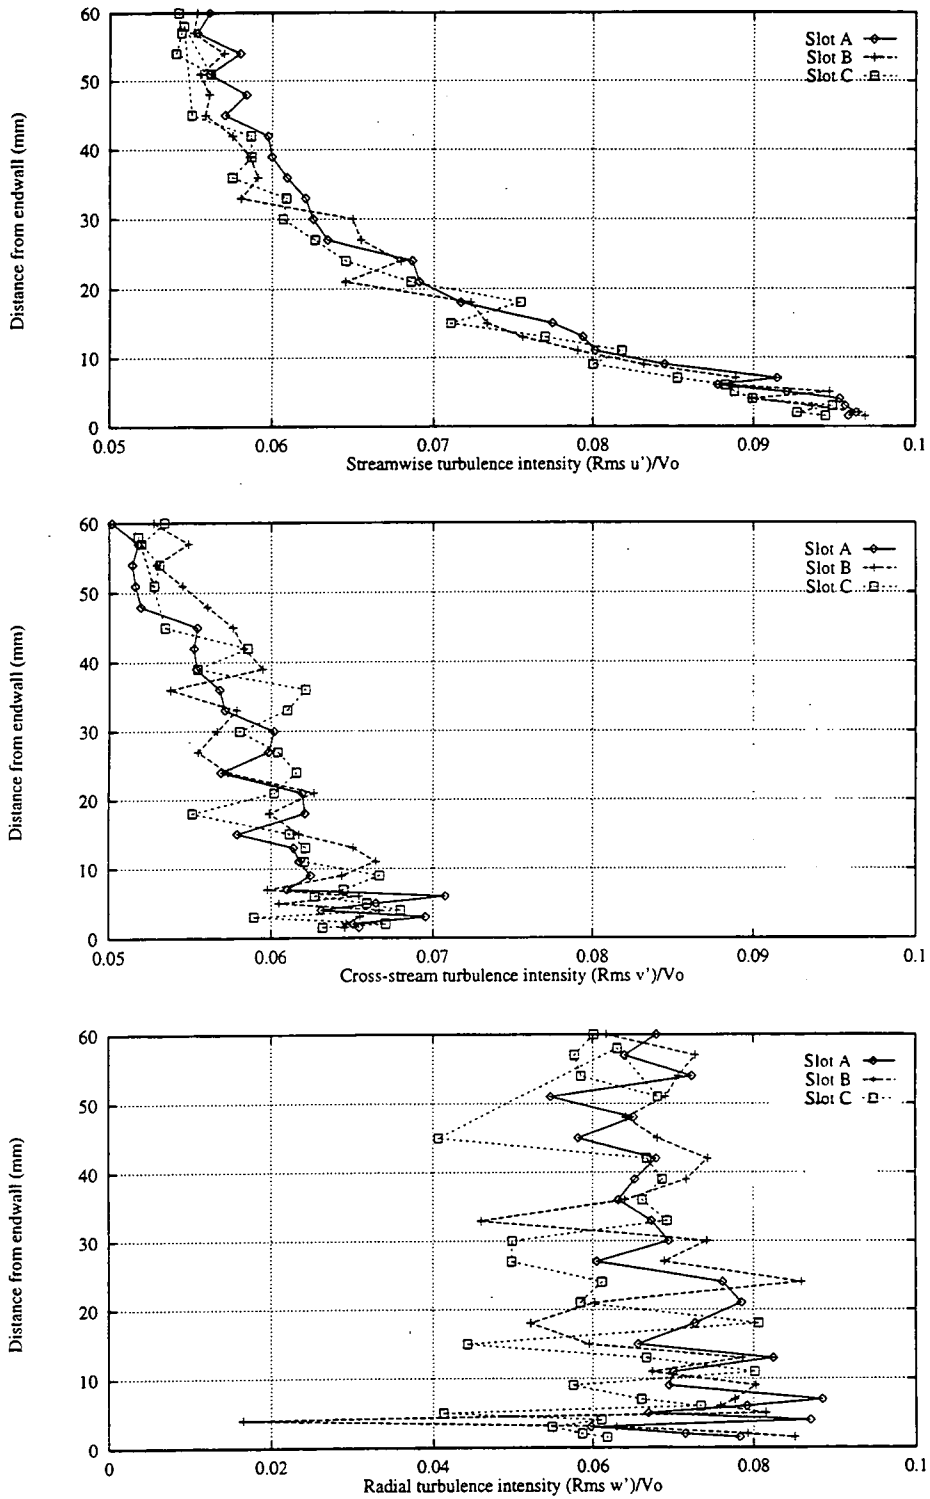 60
50
40
30
20
10
0
Distance from endwall (mm)
Slot A
Slot B
Slot C
0.05 0.06 0.07 0.08 0.09 0.1
Streamwise turbulence intensity (Rms u')/Vo
60
50
40
30
20
10
0
Distance from endwall (mm)
Slot A
Slot B
Slot C
0.05 0.06 0.07 0.08 0.09 0.1
Cross-stream turbulence intensity (Rms v')/Vo
60
50
40
30
20
10
0
Distance from endwall (mm)
Slot A
Slot B
Slot C
0 0.02 0.04 0.06 0.08 0.1
Radial turbulence intensity (Rms w')/Vo